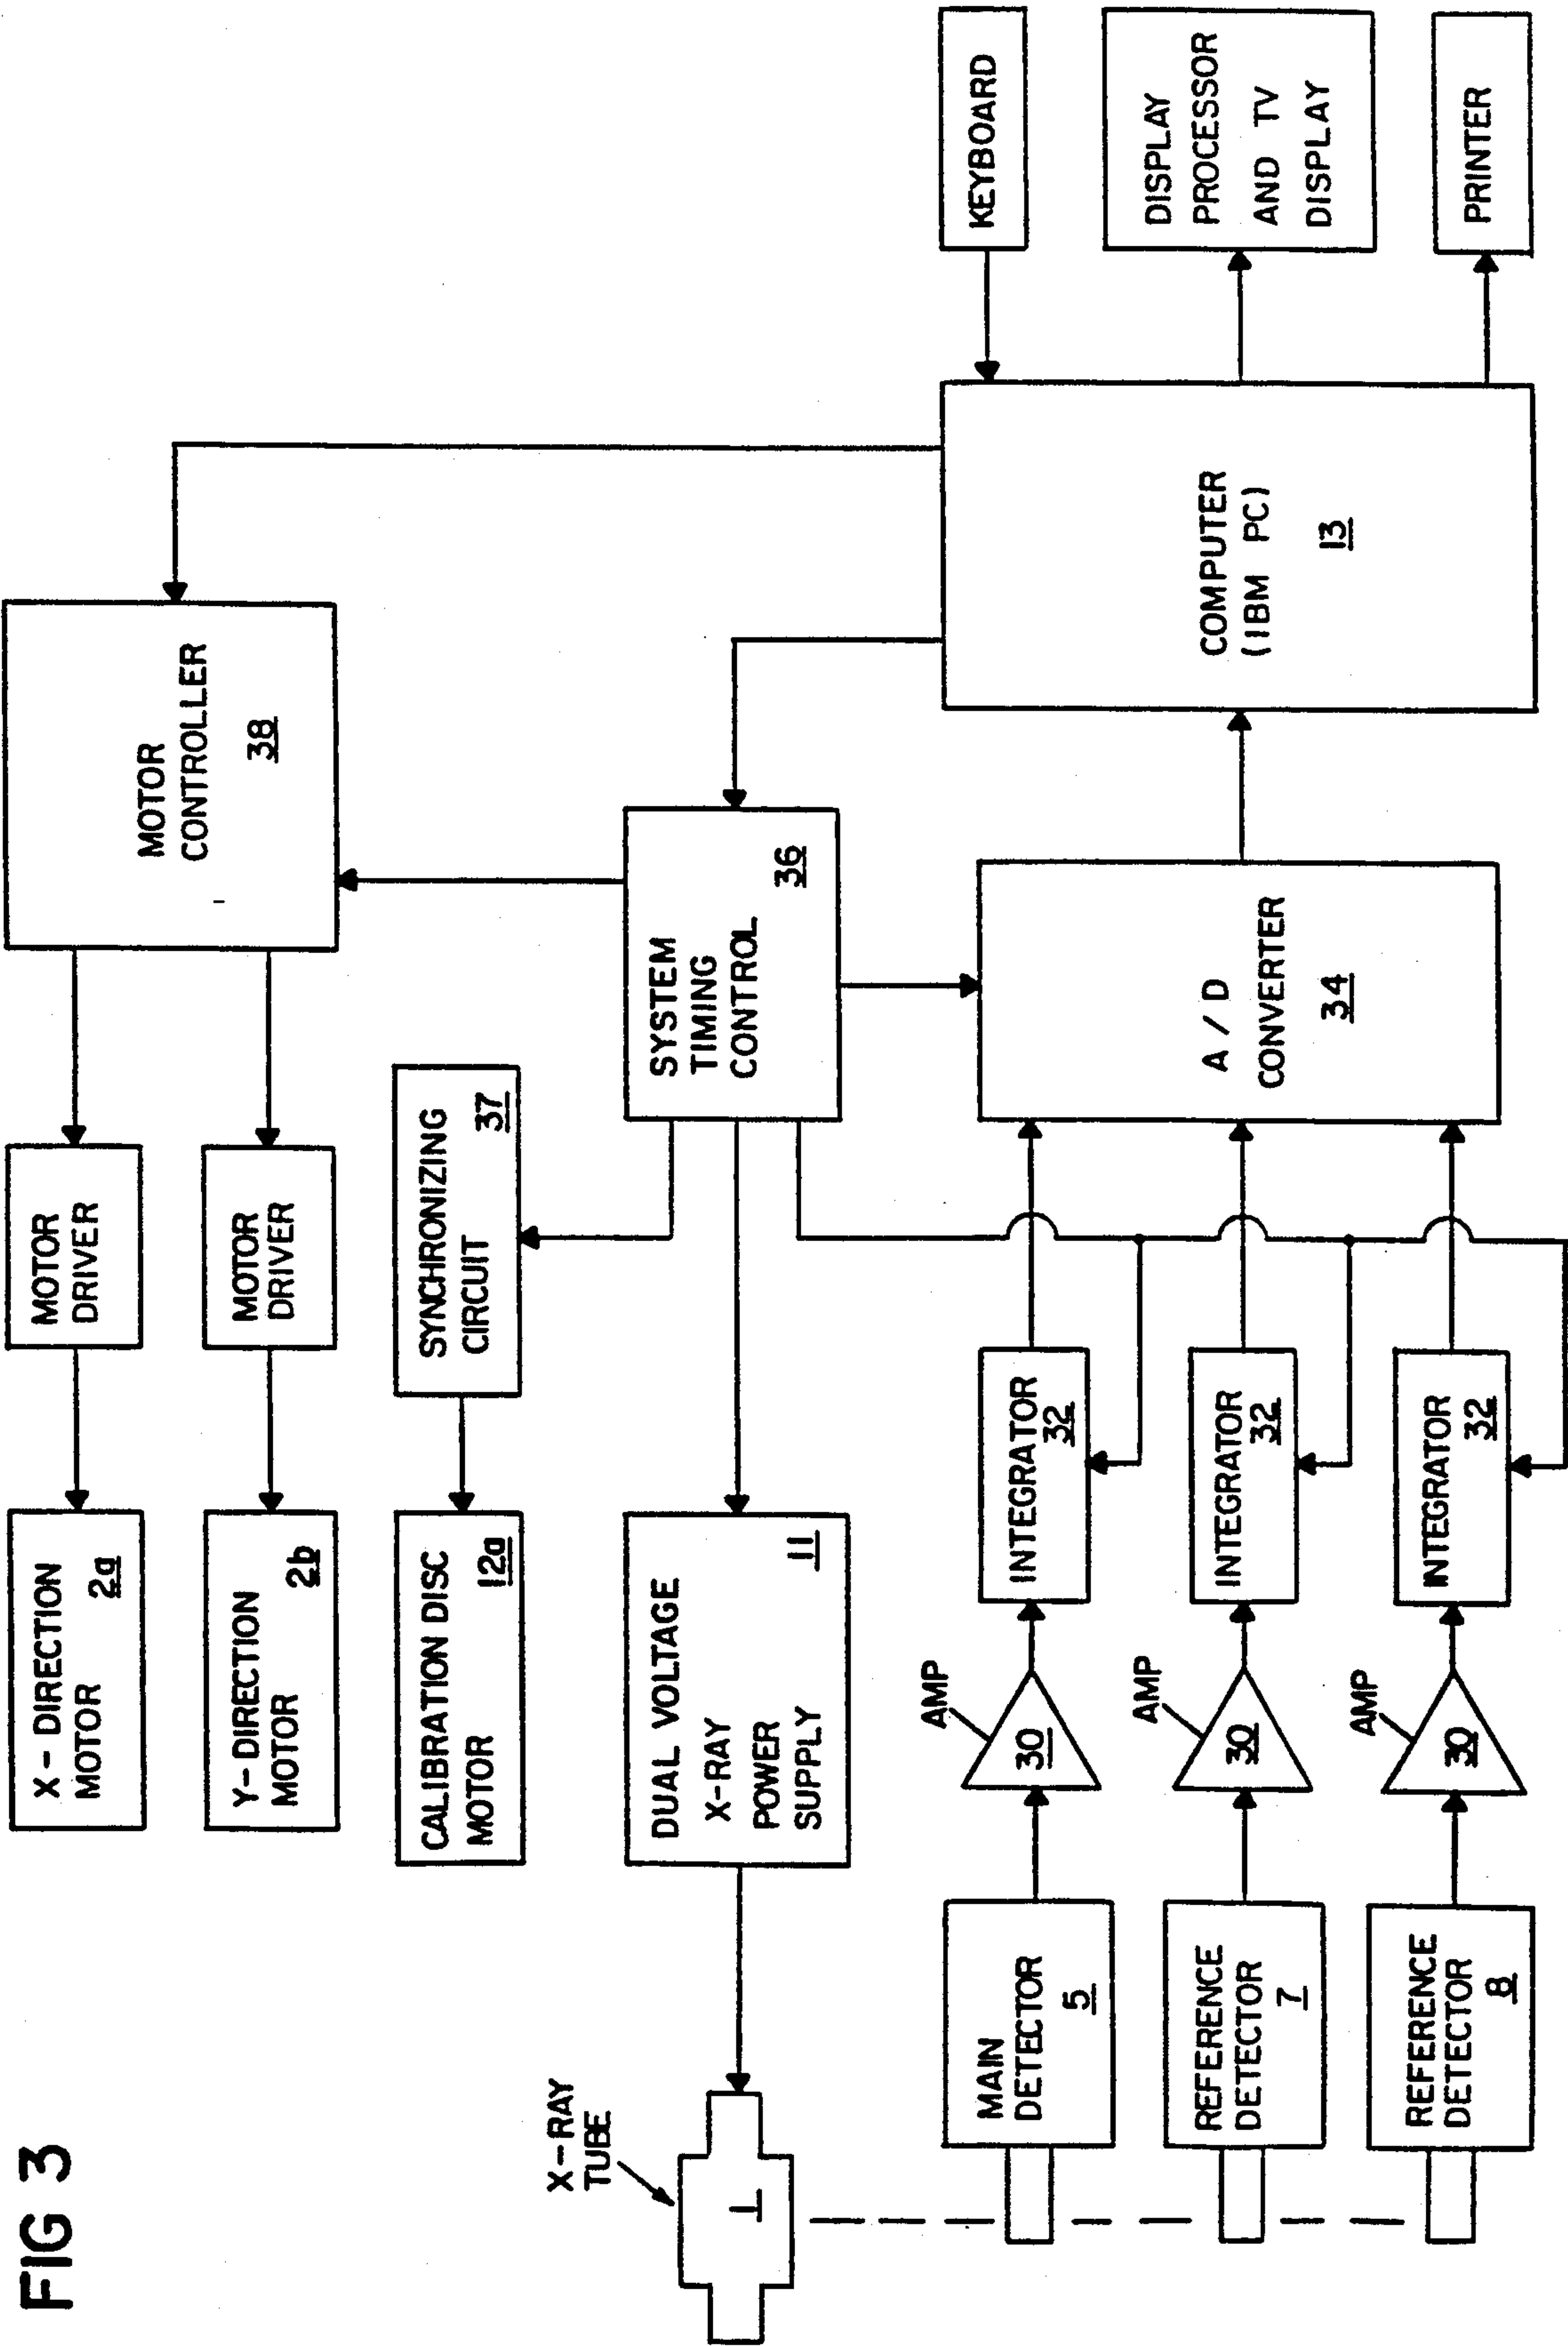 FIG 3
X-DIRECTION
MOTOR
2a
MOTOR
DRIVER
MOTOR
CONTROLLER
38
Y-DIRECTION
MOTOR
2b
MOTOR
DRIVER
CALIBRATION DISC
MOTOR
12a
SYNCHRONIZING
CIRCUIT
37
X-RAY
TUBE
1
DUAL VOLTAGE
X-RAY
POWER
SUPPLY
11
SYSTEM
TIMING
CONTROL
36
MAIN
DETECTOR
5
AMP
30
INTEGRATOR
32
REFERENCE
DETECTOR
7
AMP
30
INTEGRATOR
32
REFERENCE
DETECTOR
8
AMP
30
INTEGRATOR
32
A/D
CONVERTER
34
COMPUTER
(IBM PC)
13
KEYBOARD
DISPLAY
PROCESSOR
AND TV
DISPLAY
PRINTER